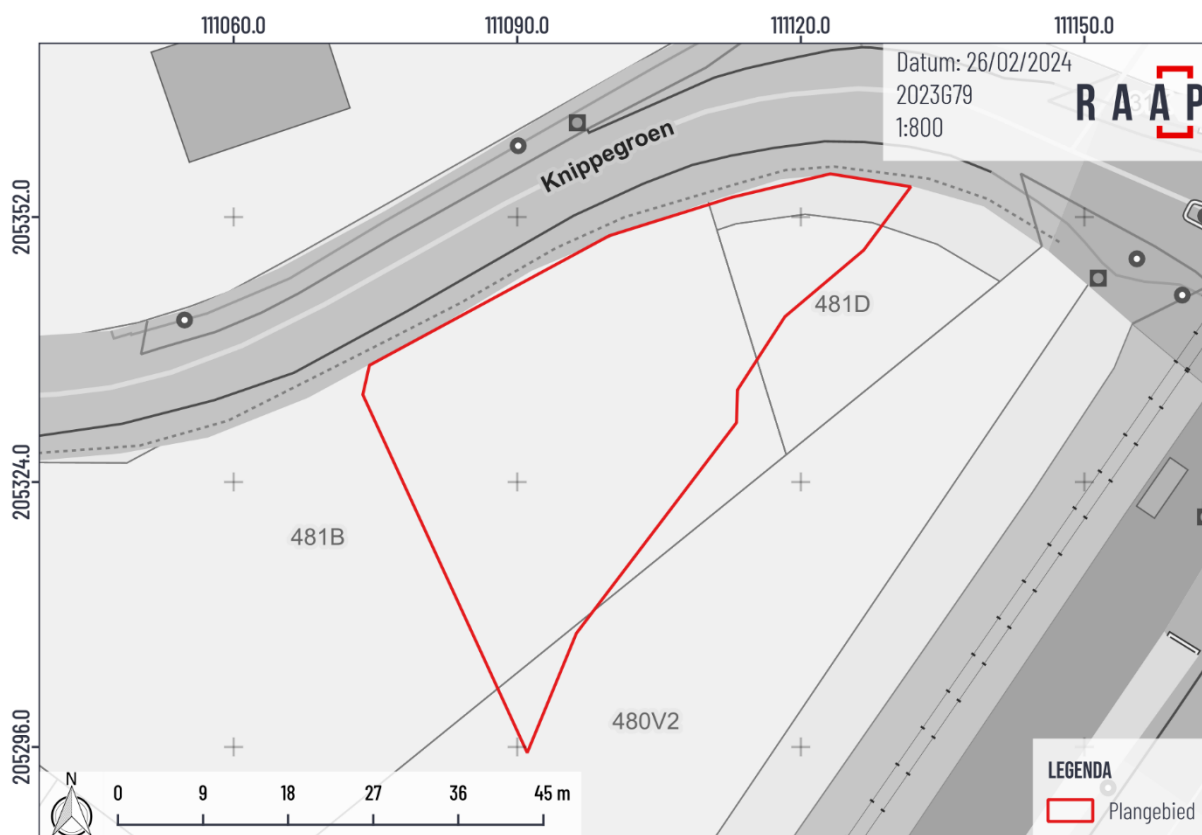 111060.0
111090.0
111120.0
111150.0
Datum: 26/02/2024
2023G79
1:800
RAAP
Knippegroen
205352.0
481D
205324.0
481B
480V2
205296.0
N
0 9 18 27 36 45 m
LEGENDA
Plangebied